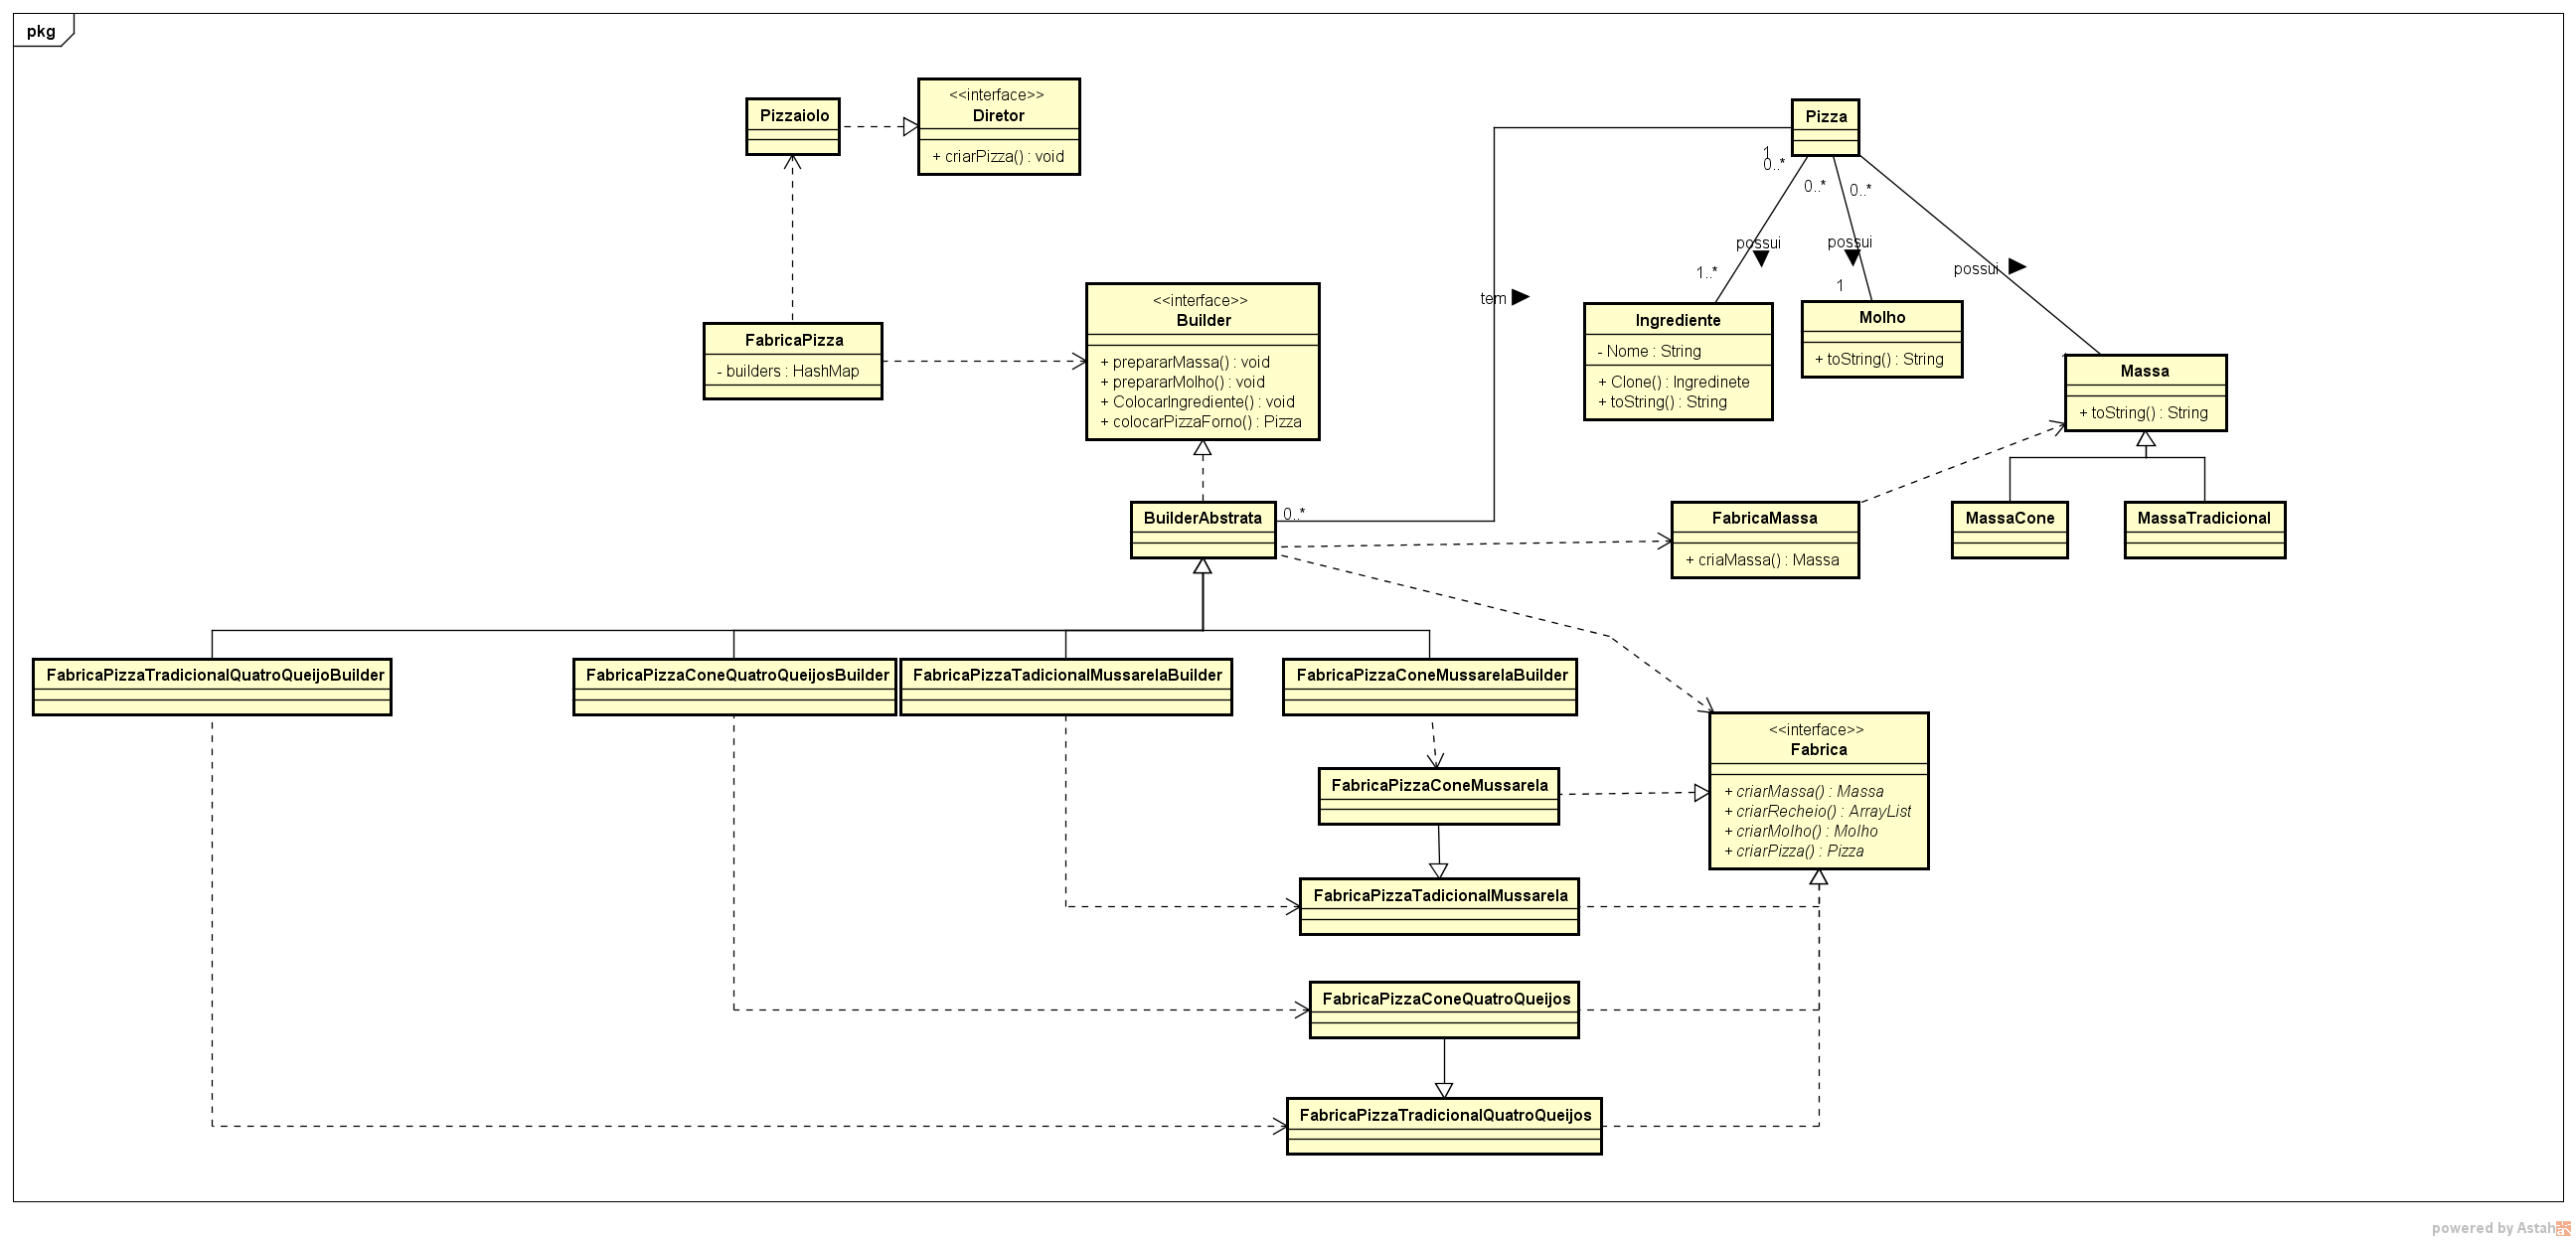 pkg
Pizzaiolo
<<interface>>
Diretor
+ criarPizza() : void
Pizza
1
0..*
0..*
0..*
possui
possui
possui
1..*
1
tem
FabricaPizza
- builders : HashMap
<<interface>>
Builder
+ prepararMassa() : void
+ prepararMolho() : void
+ ColocarIngrediente() : void
+ colocarPizzaForno() : Pizza
Ingrediente
- Nome : String
+ Clone() : Ingredinete
+ toString() : String
Molho
+ toString() : String
Massa
+ toString() : String
BuilderAbstrata
0..*
FabricaMassa
+ criaMassa() : Massa
MassaCone
MassaTradicional
FabricaPizzaTradicionalQuatroQueijoBuilder
FabricaPizzaConeQuatroQueijosBuilder
FabricaPizzaTadicionalMussarelaBuilder
FabricaPizzaConeMussarelaBuilder
<<interface>>
Fabrica
+ criarMassa() : Massa
+ criarRecheio() : ArrayList
+ criarMolho() : Molho
+ criarPizza() : Pizza
FabricaPizzaConeMussarela
FabricaPizzaTadicionalMussarela
FabricaPizzaConeQuatroQueijos
FabricaPizzaTradicionalQuatroQueijos
powered by Astah